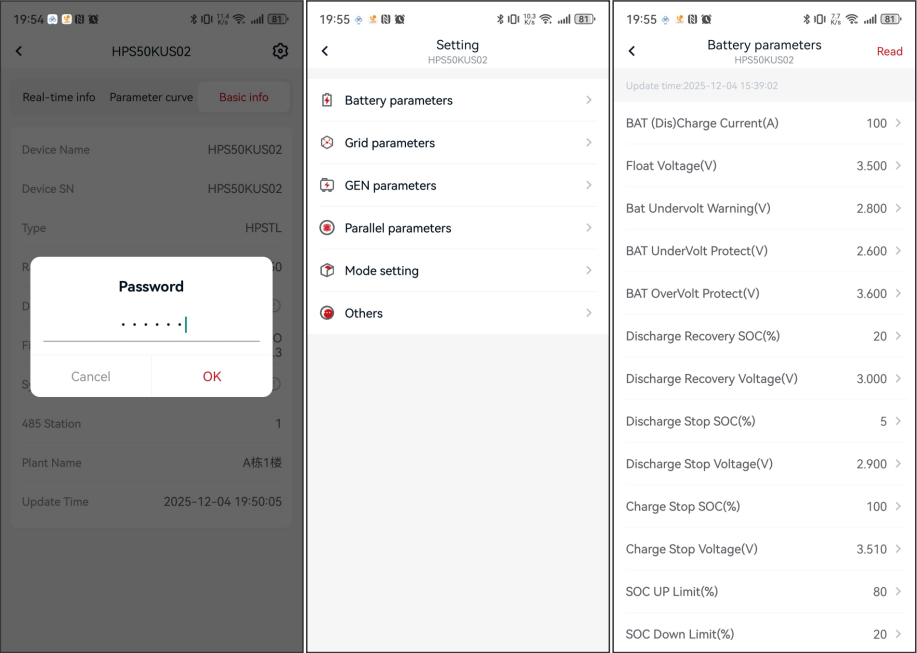 19:54
11.4 K/s
81
HPS50KUS02
Real-time info Parameter curve Basic info
Device Name HPS50KUS02
Device SN HPS50KUS02
Type HPSTL
Password
······
Cancel OK
485 Station 1
Plant Name A栋1楼
Update Time 2025-12-04 19:50:05
19:55
10.3 K/s
81
Setting
HPS50KUS02
Battery parameters
Grid parameters
GEN parameters
Parallel parameters
Mode setting
Others
19:55
7.7 K/s
81
Battery parameters
HPS50KUS02
Read
Update time:2025-12-04 15:39:02
BAT (Dis)Charge Current(A) 100
Float Voltage(V) 3.500
Bat Undervolt Warning(V) 2.800
BAT UnderVolt Protect(V) 2.600
BAT OverVolt Protect(V) 3.600
Discharge Recovery SOC(%) 20
Discharge Recovery Voltage(V) 3.000
Discharge Stop SOC(%) 5
Discharge Stop Voltage(V) 2.900
Charge Stop SOC(%) 100
Charge Stop Voltage(V) 3.510
SOC UP Limit(%) 80
SOC Down Limit(%) 20